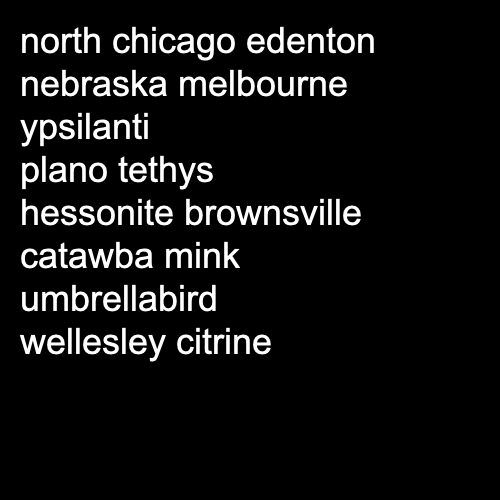 north chicago edenton
nebraska melbourne
ypsilanti
plano tethys
hessonite brownsville
catawba mink
umbrellabird
wellesley citrine